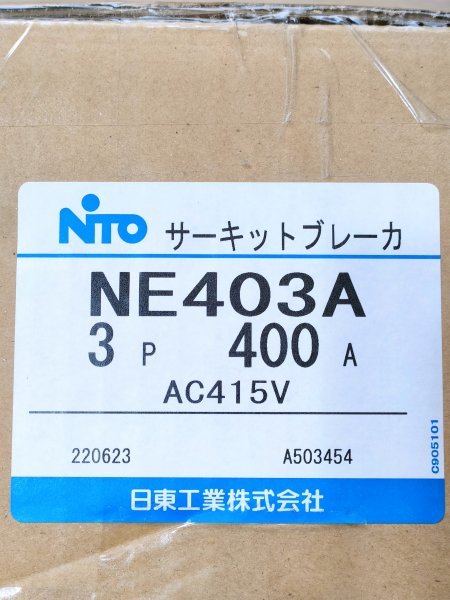 NITO サーキットブレーカ
NE403A
3 P 400 A
AC415V
220623 A503454
C905101
日東工業株式会社